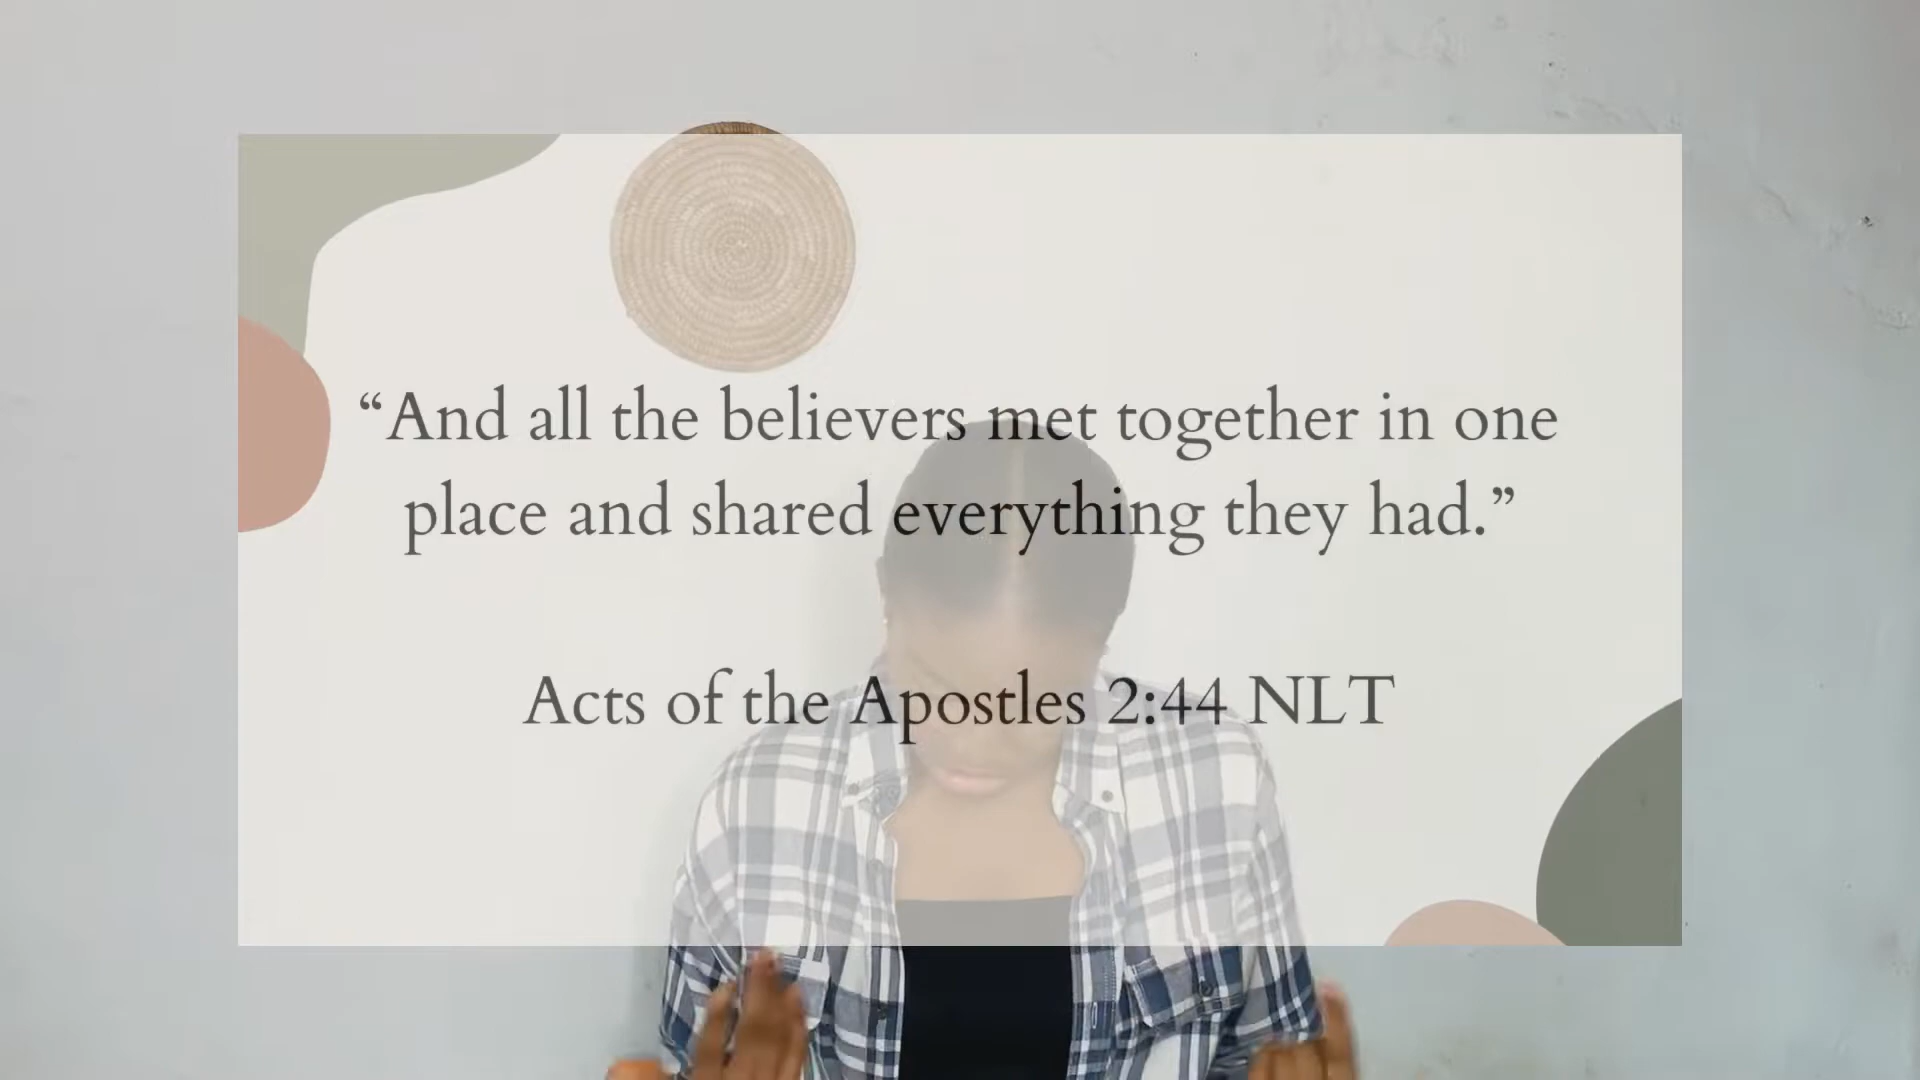 “And all the believers met together in one
place and shared everything they had.”
Acts of the Apostles 2:44 NLT